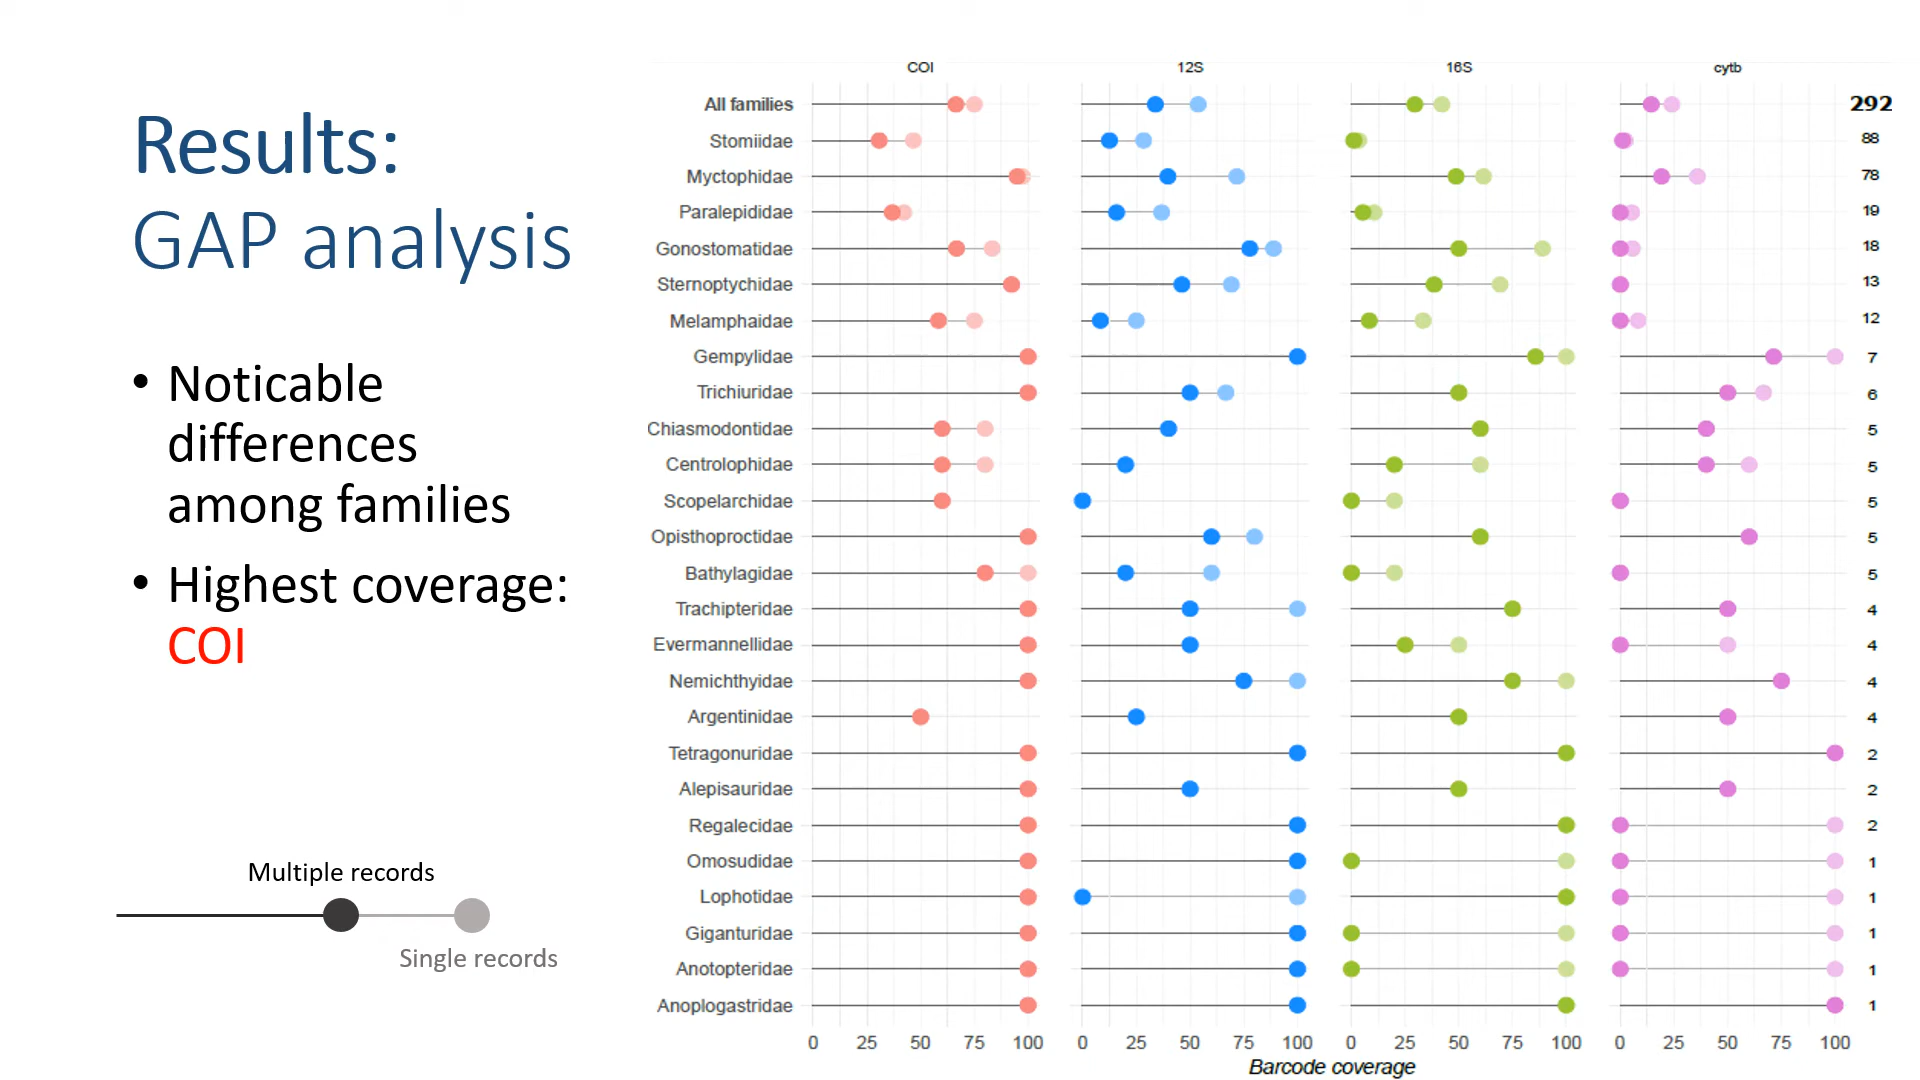 Results:
GAP analysis
• Noticable
differences
among families
• Highest coverage:
COI
Multiple records
Single records
COI 12S 16S cytb
All families 292
Stomiidae 88
Myctophidae 78
Paralepididae 19
Gonostomatidae 18
Sternoptychidae 13
Melamphaidae 12
Gempylidae 7
Trichiuridae 6
Chiasmodontidae 5
Centrolophidae 5
Scopelarchidae 5
Opisthoproctidae 5
Bathylagidae 5
Trachipteridae 4
Evermannellidae 4
Nemichthyidae 4
Argentinidae 4
Tetragonuridae 2
Alepisauridae 2
Regalecidae 2
Omosudidae 1
Lophotidae 1
Giganturidae 1
Anotopteridae 1
Anoplogastridae 1
0 25 50 75 100 0 25 50 75 100 0 25 50 75 100 0 25 50 75 100
Barcode coverage